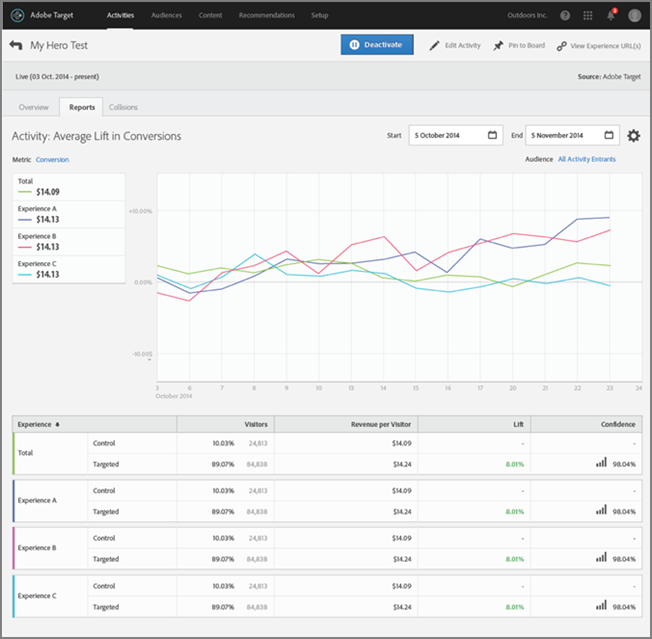 Adobe Target Activities Audiences Content Recommendations Setup Outdoors Inc. ?
My Hero Test Deactivate Edit Activity Pin to Board View Experience URL(s)
Live (03 Oct. 2014 - present) Source: Adobe Target
Overview Reports Collisions
Activity: Average Lift in Conversions Start 5 October 2014 End 5 November 2014
Metric Conversion Audience All Activity Entrants
Total
$14.09
Experience A
$14,13
Experience B
$14,13
Experience C
$14,13
+10.00%
0.00%
3 6 7 8 9 10 13 14 15 16 17 20 21 22 23 24
October 2014
Experience Visitors Revenue per Visitor Lift Confidence
Total
Control 10.03% 24,813 $14.09 - -
Targeted 89.07% 84,838 $14.24 8.01% 98.04%
Experience A
Control 10.03% 24,813 $14.09 - -
Targeted 89.07% 84,838 $14.24 8.01% 98.04%
Experience B
Control 10.03% 24,813 $14.09 - -
Targeted 89.07% 84,838 $14.24 8.01% 98.04%
Experience C
Control 10.03% 24,813 $14.09 - -
Targeted 89.07% 84,838 $14.24 8.01% 98.04%